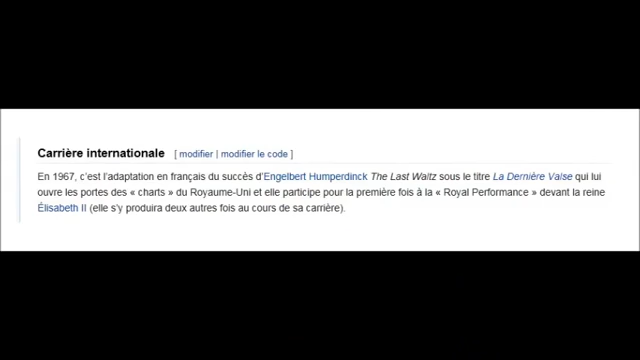 Carrière internationale [ modifier | modifier le code ]
En 1967, c'est l'adaptation en français du succès d'Engelbert Humperdinck The Last Waltz sous le titre La Dernière Valse qui lui
ouvre les portes des « charts » du Royaume-Uni et elle participe pour la première fois à la « Royal Performance » devant la reine
Élisabeth II (elle s'y produira deux autres fois au cours de sa carrière).